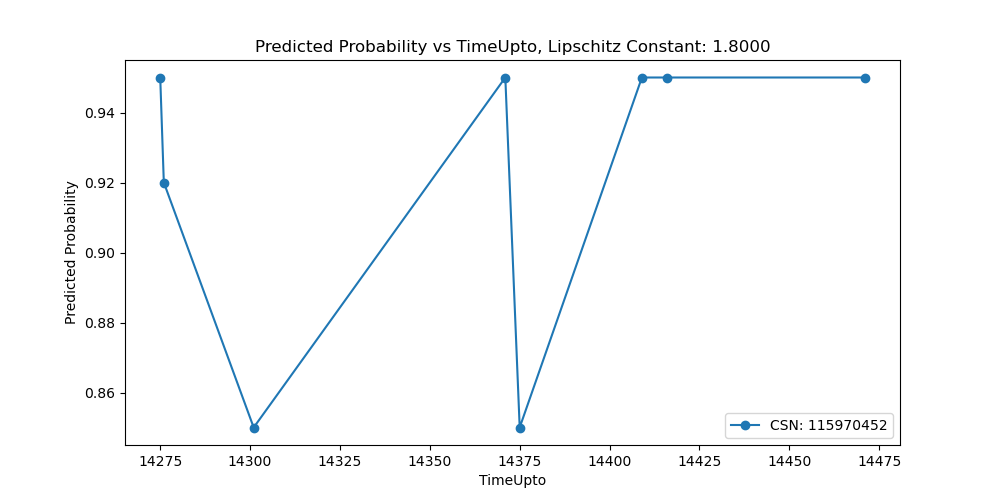 Predicted Probability vs TimeUpto, Lipschitz Constant: 1.8000
Predicted Probability
0.94
0.92
0.90
0.88
0.86
CSN: 115970452
14275 14300 14325 14350 14375 14400 14425 14450 14475
TimeUpto